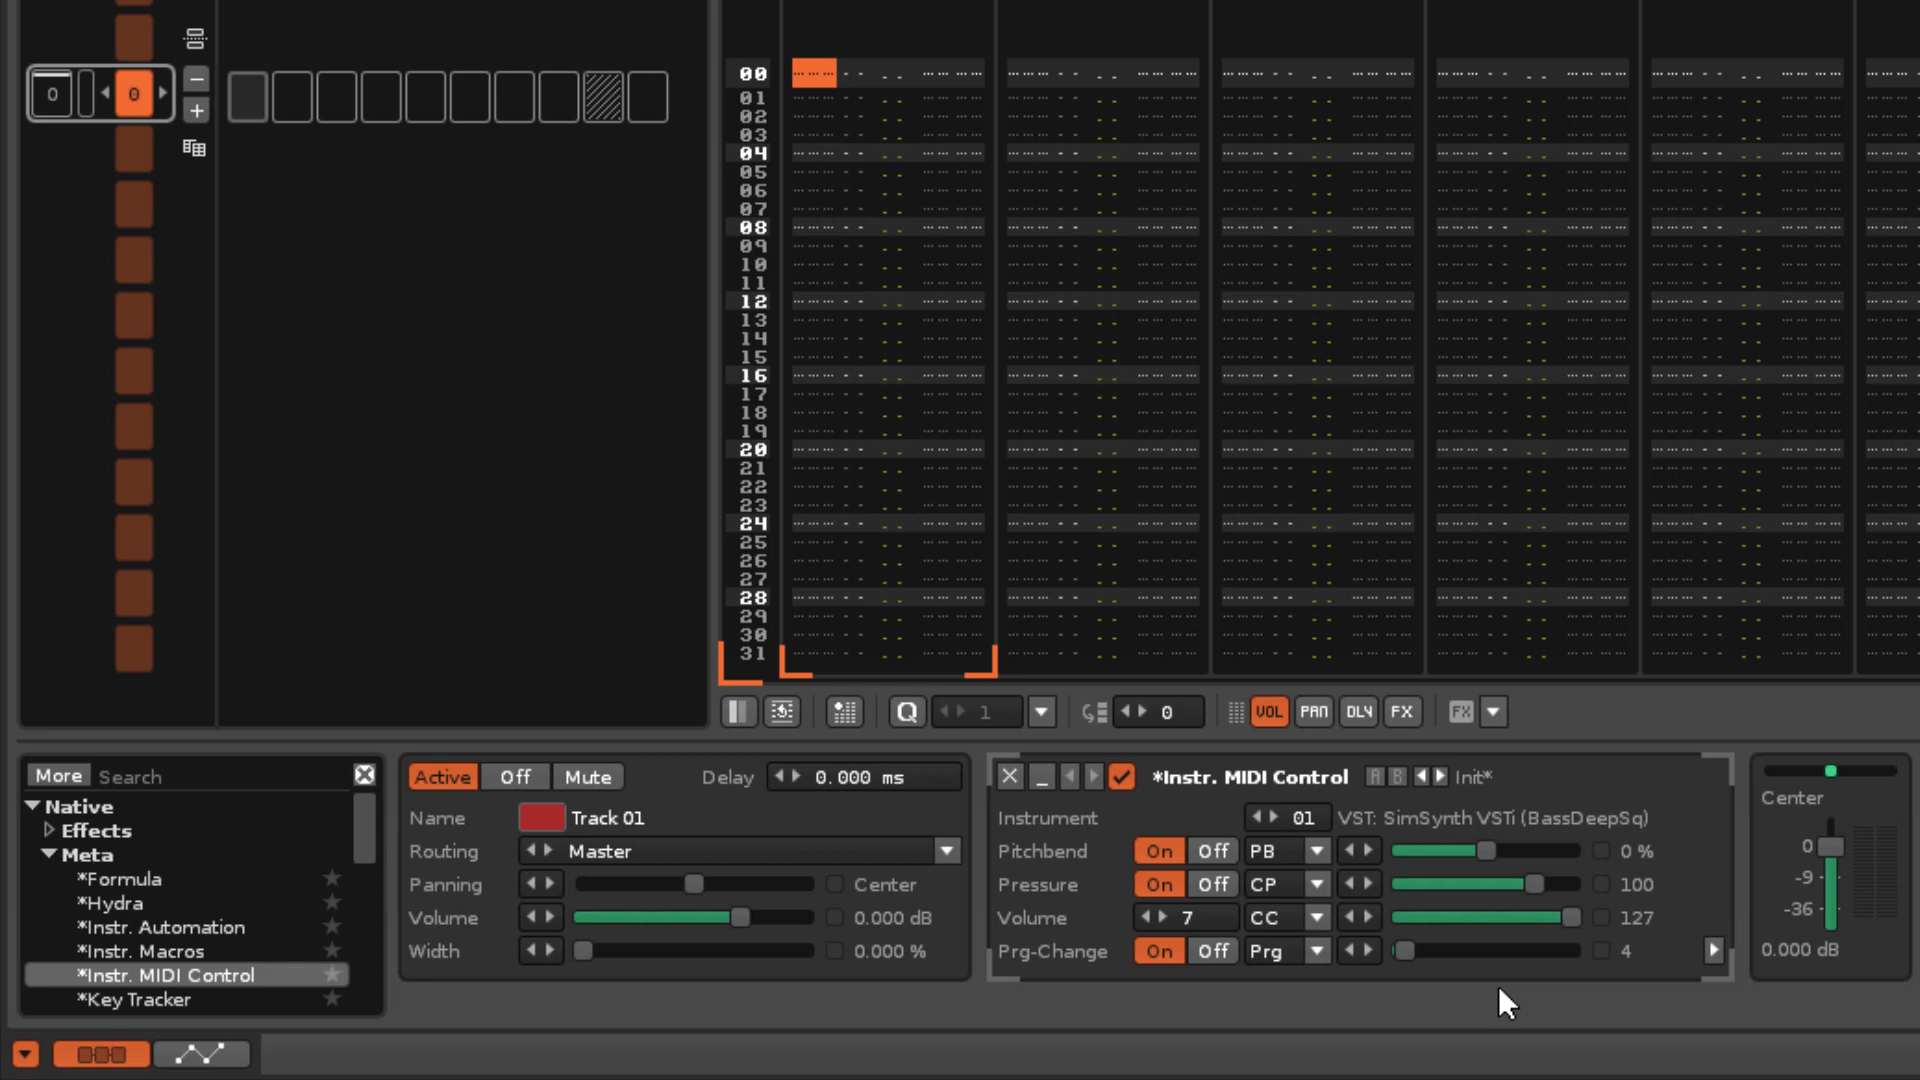 0 0
00
01
02
03
04
05
06
07
08
09
10
11
12
13
14
15
16
17
18
19
20
21
22
23
24
25
26
27
28
29
30
31
Q 1 0 VOL PAN DLY FX FX
More Search
Native
Effects
Meta
*Formula
*Hydra
*Instr. Automation
*Instr. Macros
*Instr. MIDI Control
*Key Tracker
Active Off Mute Delay 0.000 ms
Name Track 01
Routing Master
Panning Center
Volume 0.000 dB
Width 0.000 %
*Instr. MIDI Control A B Init*
Instrument 01 VST: SimSynth VSTi (BassDeepSq)
Pitchbend On Off PB 0 %
Pressure On Off CP 100
Volume 7 CC 127
Prg-Change On Off Prg 4
Center
0
-9
-36
0.000 dB